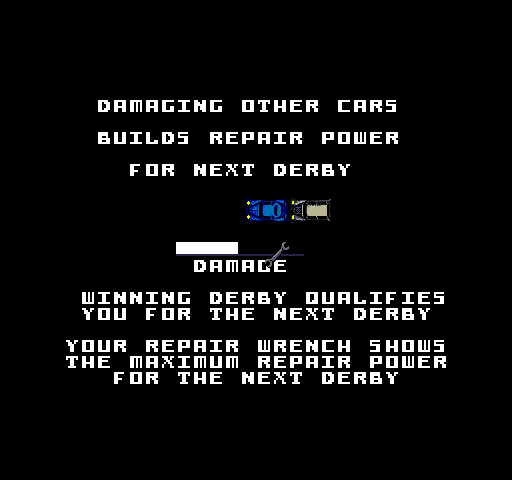 DAMAGING OTHER CARS
BUILDS REPAIR POWER
FOR NEXT DERBY
DAMAGE
WINNING DERBY QUALIFIES
YOU FOR THE NEXT DERBY
YOUR REPAIR WRENCH SHOWS
THE MAXIMUM REPAIR POWER
FOR THE NEXT DERBY